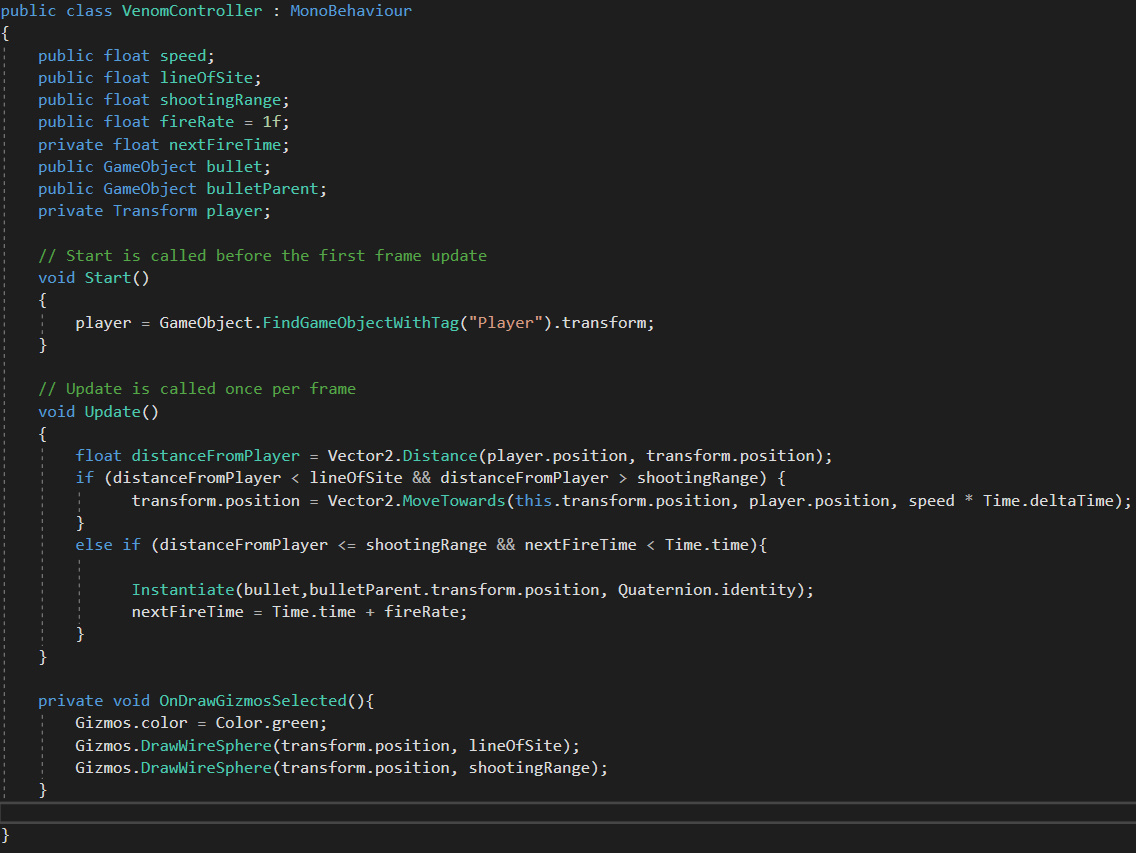 public class VenomController : MonoBehaviour
{
    public float speed;
    public float lineOfSite;
    public float shootingRange;
    public float fireRate = 1f;
    private float nextFireTime;
    public GameObject bullet;
    public GameObject bulletParent;
    private Transform player;

    // Start is called before the first frame update
    void Start()
    {
        player = GameObject.FindGameObjectWithTag("Player").transform;
    }

    // Update is called once per frame
    void Update()
    {
        float distanceFromPlayer = Vector2.Distance(player.position, transform.position);
        if (distanceFromPlayer < lineOfSite && distanceFromPlayer > shootingRange) {
              transform.position = Vector2.MoveTowards(this.transform.position, player.position, speed * Time.deltaTime);
        }
        else if (distanceFromPlayer <= shootingRange && nextFireTime < Time.time){

              Instantiate(bullet,bulletParent.transform.position, Quaternion.identity);
              nextFireTime = Time.time + fireRate;
        }
    }

    private void OnDrawGizmosSelected(){
        Gizmos.color = Color.green;
        Gizmos.DrawWireSphere(transform.position, lineOfSite);
        Gizmos.DrawWireSphere(transform.position, shootingRange);
    }

}